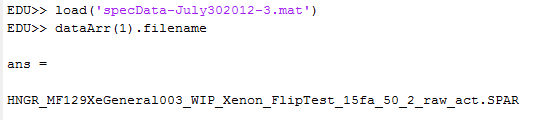 EDU>> load('specData-July302012-3.mat')
EDU>> dataArr(1).filename
ans =
HNGR_MF129XeGeneral003_WIP_Xenon_FlipTest_15fa_50_2_raw_act.SPAR